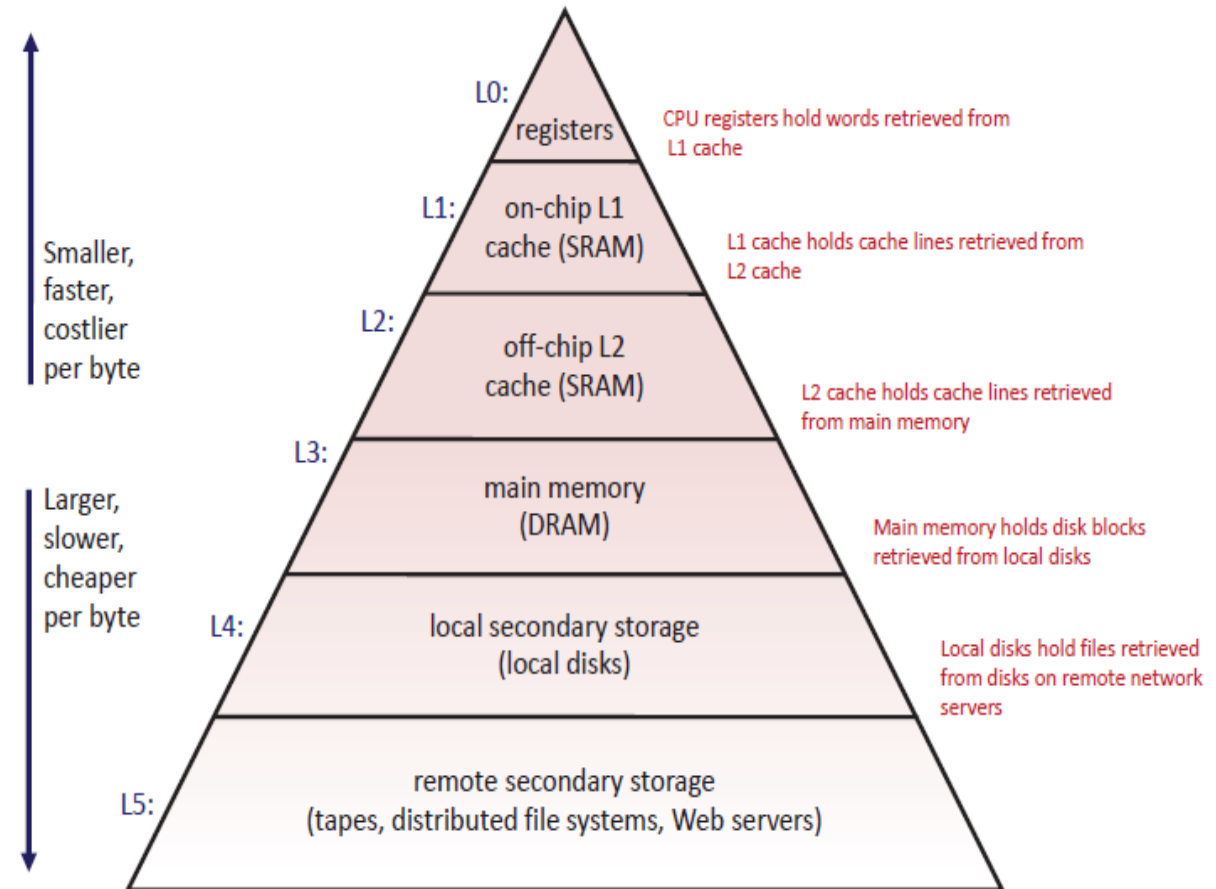 L0:
registers
CPU registers hold words retrieved from
L1 cache
L1:
on-chip L1
cache (SRAM)
L1 cache holds cache lines retrieved from
L2 cache
Smaller,
faster,
costlier
per byte
L2:
off-chip L2
cache (SRAM)
L2 cache holds cache lines retrieved
from main memory
L3:
main memory
(DRAM)
Main memory holds disk blocks
retrieved from local disks
Larger,
slower,
cheaper
per byte
L4:
local secondary storage
(local disks)
Local disks hold files retrieved
from disks on remote network
servers
L5:
remote secondary storage
(tapes, distributed file systems, Web servers)